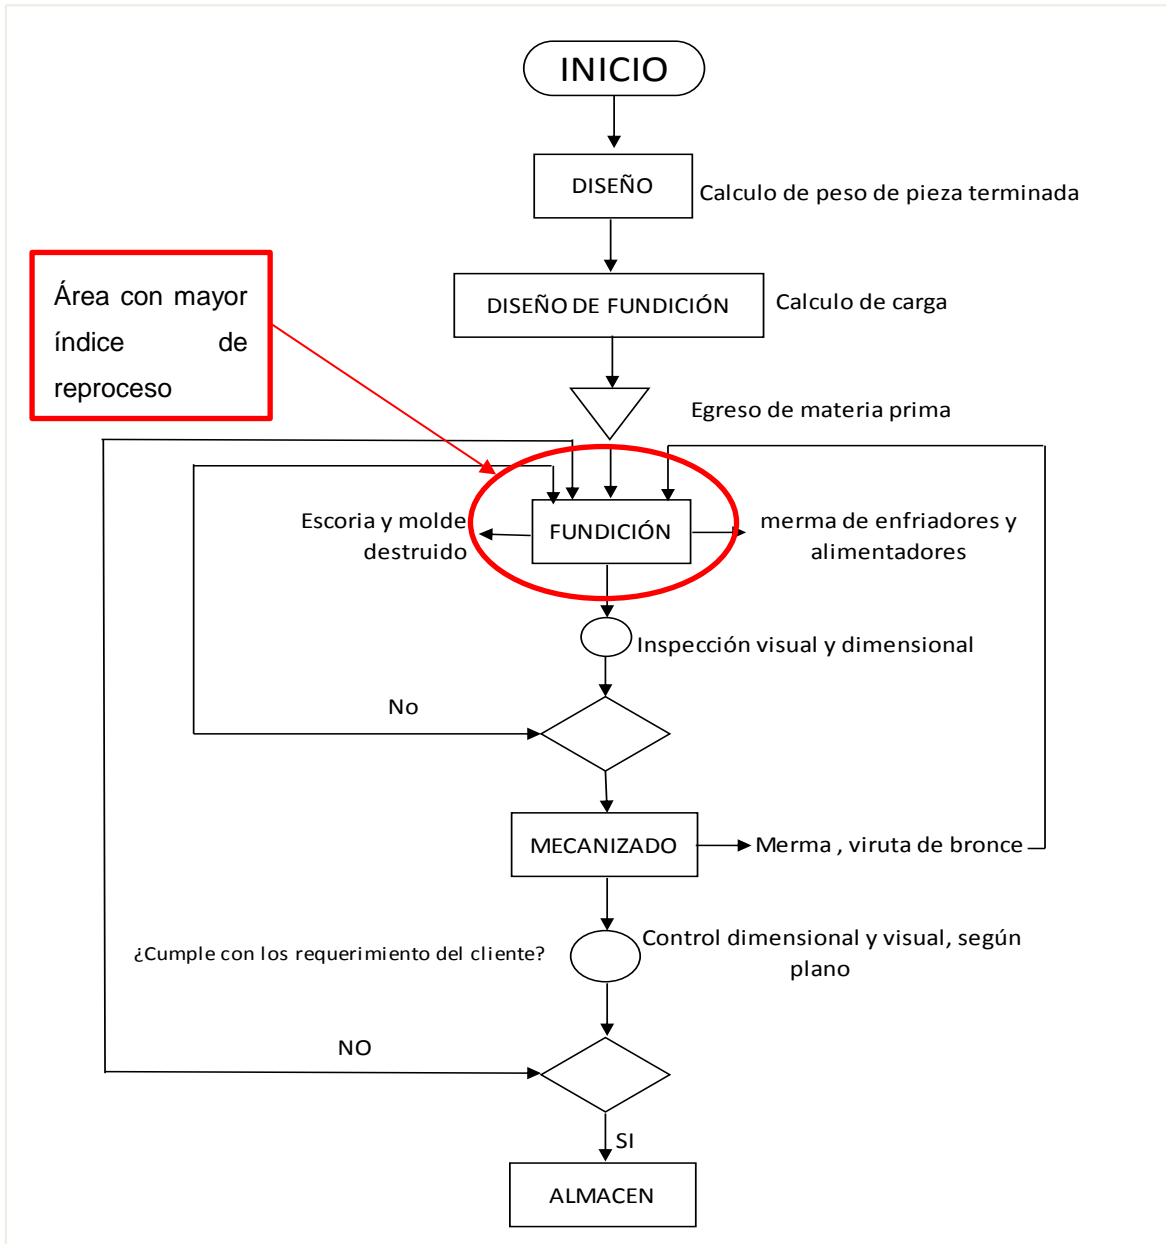 INICIO
DISEÑO
Calculo de peso de pieza terminada
Área con mayor
índice de
reproceso
DISEÑO DE FUNDICIÓN
Calculo de carga
Egreso de materia prima
Escoria y molde
destruido
FUNDICIÓN
merma de enfriadores y
alimentadores
Inspección visual y dimensional
No
MECANIZADO
Merma , viruta de bronce
¿Cumple con los requerimiento del cliente?
Control dimensional y visual, según
plano
NO
SI
ALMACEN